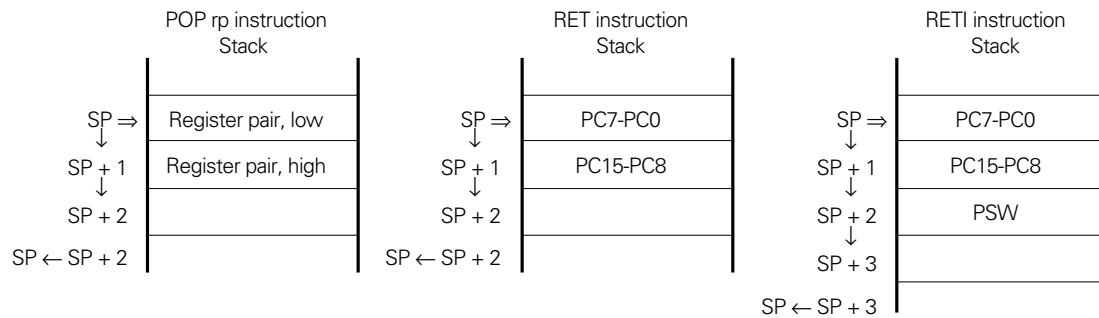 POP rp instruction
Stack
SP ⇒ Register pair, low
↓
SP + 1 Register pair, high
↓
SP + 2
SP ← SP + 2
RET instruction
Stack
SP ⇒ PC7-PC0
↓
SP + 1 PC15-PC8
↓
SP + 2
SP ← SP + 2
RETI instruction
Stack
SP ⇒ PC7-PC0
↓
SP + 1 PC15-PC8
↓
SP + 2 PSW
↓
SP + 3
SP ← SP + 3